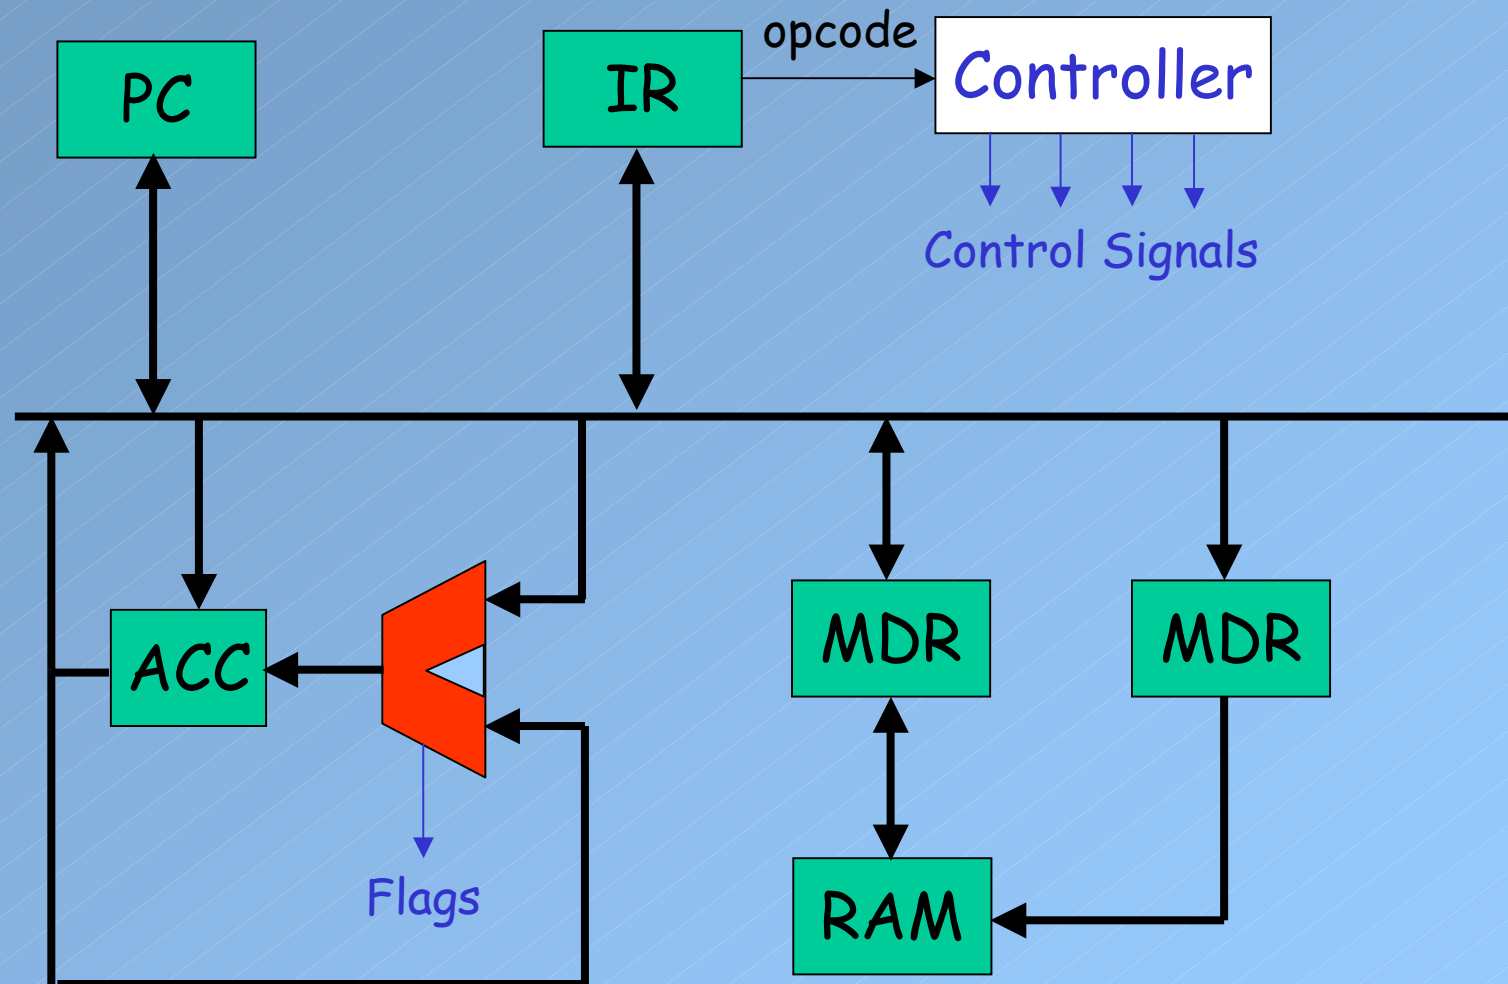 PC
IR
opcode
Controller
Control Signals
ACC
MDR
MDR
Flags
RAM